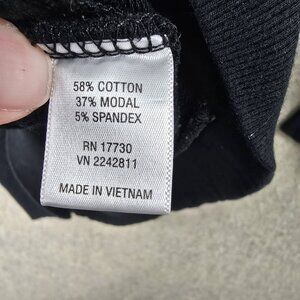 58% COTTON
37% MODAL
5% SPANDEX
RN 17730
VN 2242811
MADE IN VIETNAM